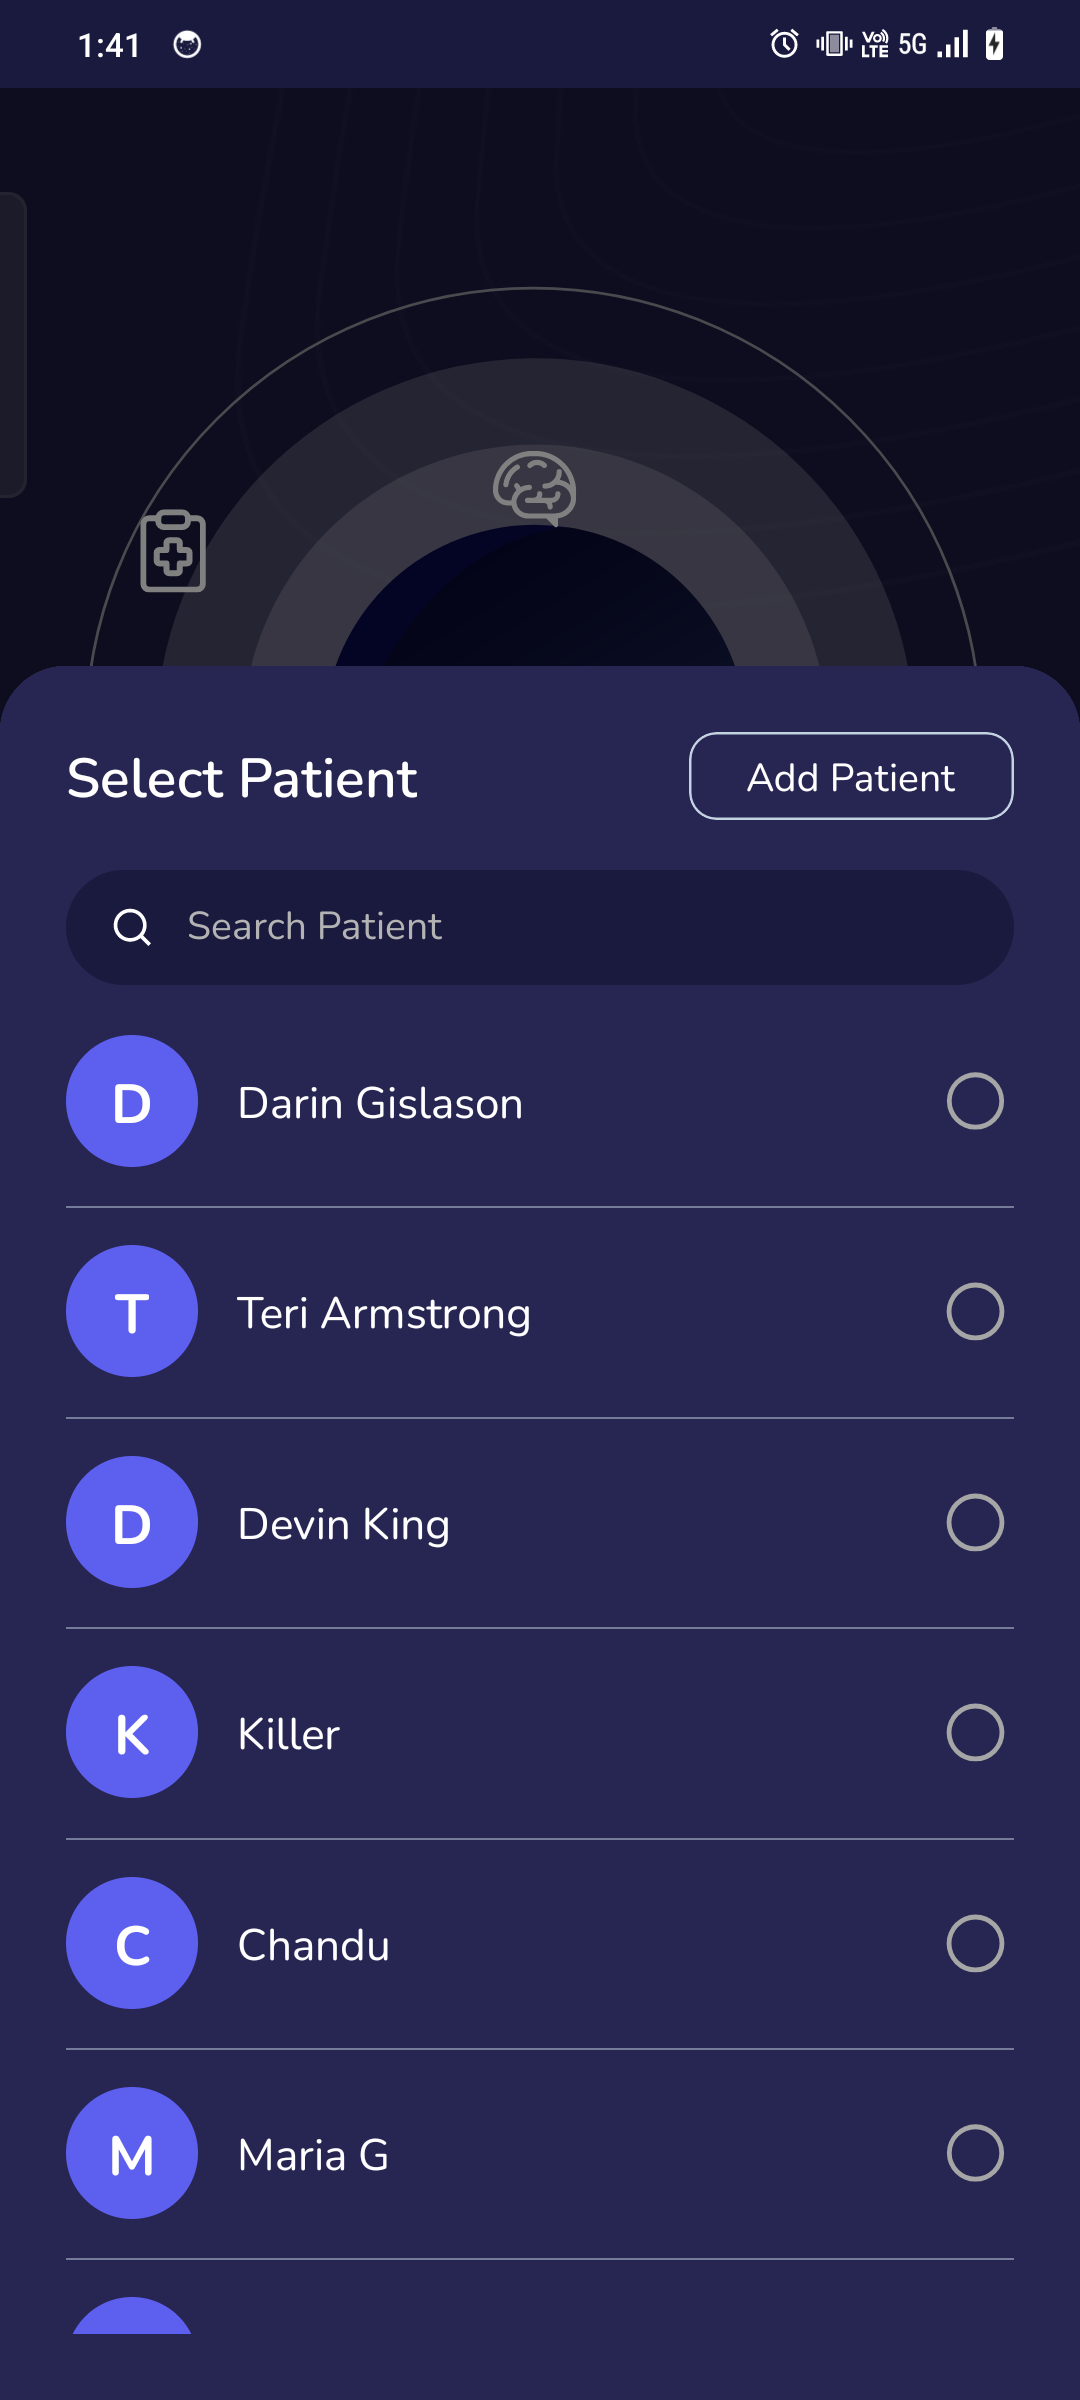 1:41
Vo) LTE 5G
Select Patient
Add Patient
Search Patient
D Darin Gislason
T Teri Armstrong
D Devin King
K Killer
C Chandu
M Maria G